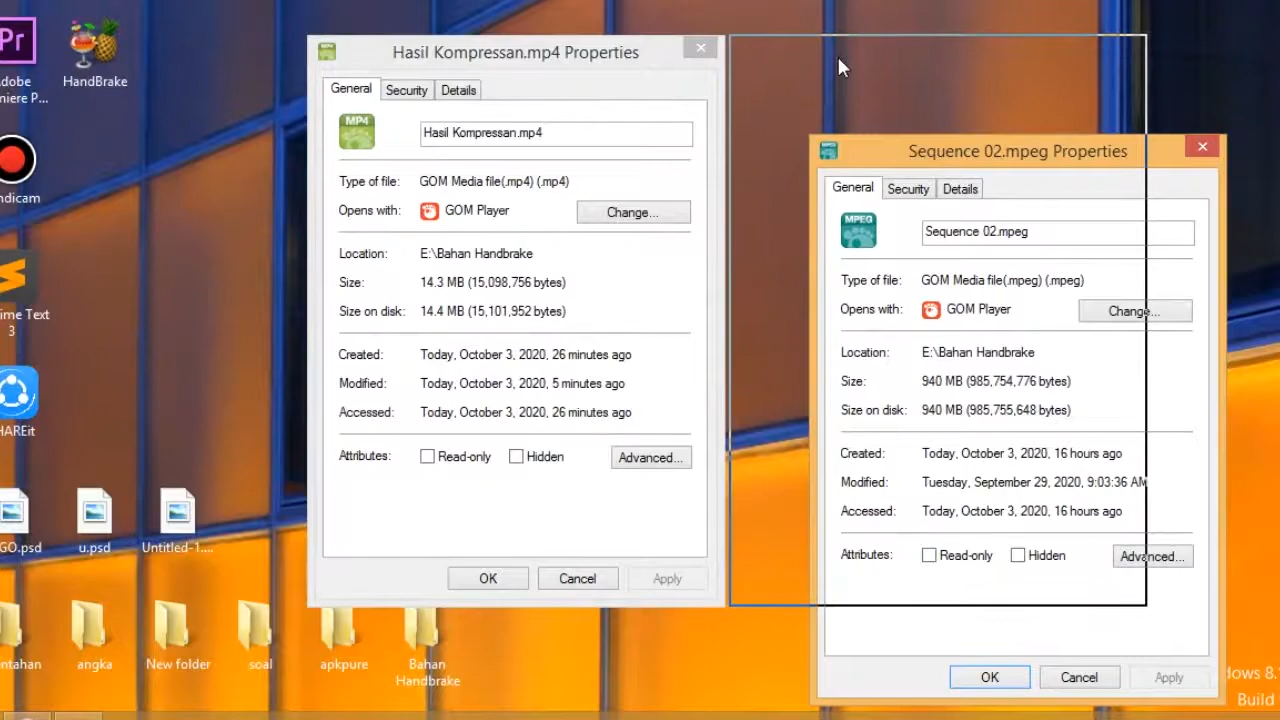 Pr
HandBrake
dobe
niere P...
ndicam
ime Text
3
HAREit
GO.psd
u.psd
Untitled-1....
ntahan
angka
New folder
soal
apkpure
Bahan
Handbrake
Hasil Kompressan.mp4 Properties
General
Security
Details
MP4
Hasil Kompressan.mp4
Type of file:
GOM Media file(.mp4) (.mp4)
Opens with:
GOM Player
Change...
Location:
E:\Bahan Handbrake
Size:
14.3 MB (15,098,756 bytes)
Size on disk:
14.4 MB (15,101,952 bytes)
Created:
Today, October 3, 2020, 26 minutes ago
Modified:
Today, October 3, 2020, 5 minutes ago
Accessed:
Today, October 3, 2020, 26 minutes ago
Attributes:
Read-only
Hidden
Advanced...
OK
Cancel
Apply
Sequence 02.mpeg Properties
General
Security
Details
MPEG
Sequence 02.mpeg
Type of file:
GOM Media file(.mpeg) (.mpeg)
Opens with:
GOM Player
Change...
Location:
E:\Bahan Handbrake
Size:
940 MB (985,754,776 bytes)
Size on disk:
940 MB (985,755,648 bytes)
Created:
Today, October 3, 2020, 16 hours ago
Modified:
Tuesday, September 29, 2020, 9:03:36 AM
Accessed:
Today, October 3, 2020, 16 hours ago
Attributes:
Read-only
Hidden
Advanced...
OK
Cancel
Apply
dows 8.
Build